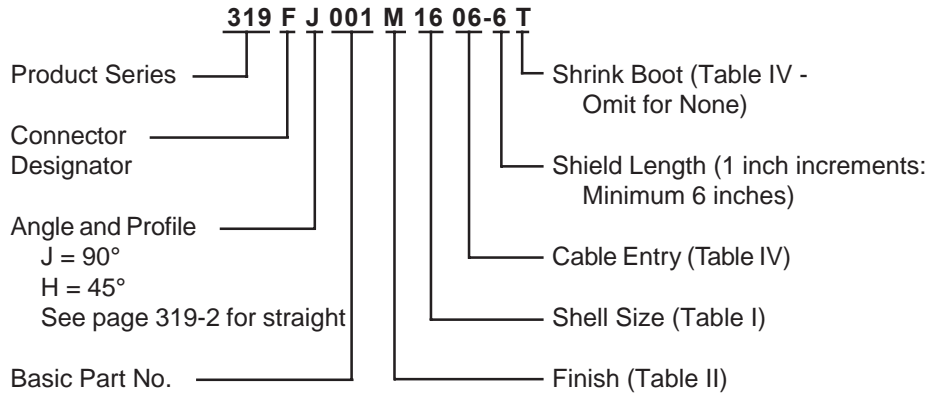 319 F J 001 M 16 06-6 T
Product Series
Connector
Designator
Angle and Profile
J = 90°
H = 45°
See page 319-2 for straight
Basic Part No.
Shrink Boot (Table IV -
Omit for None)
Shield Length (1 inch increments:
Minimum 6 inches)
Cable Entry (Table IV)
Shell Size (Table I)
Finish (Table II)